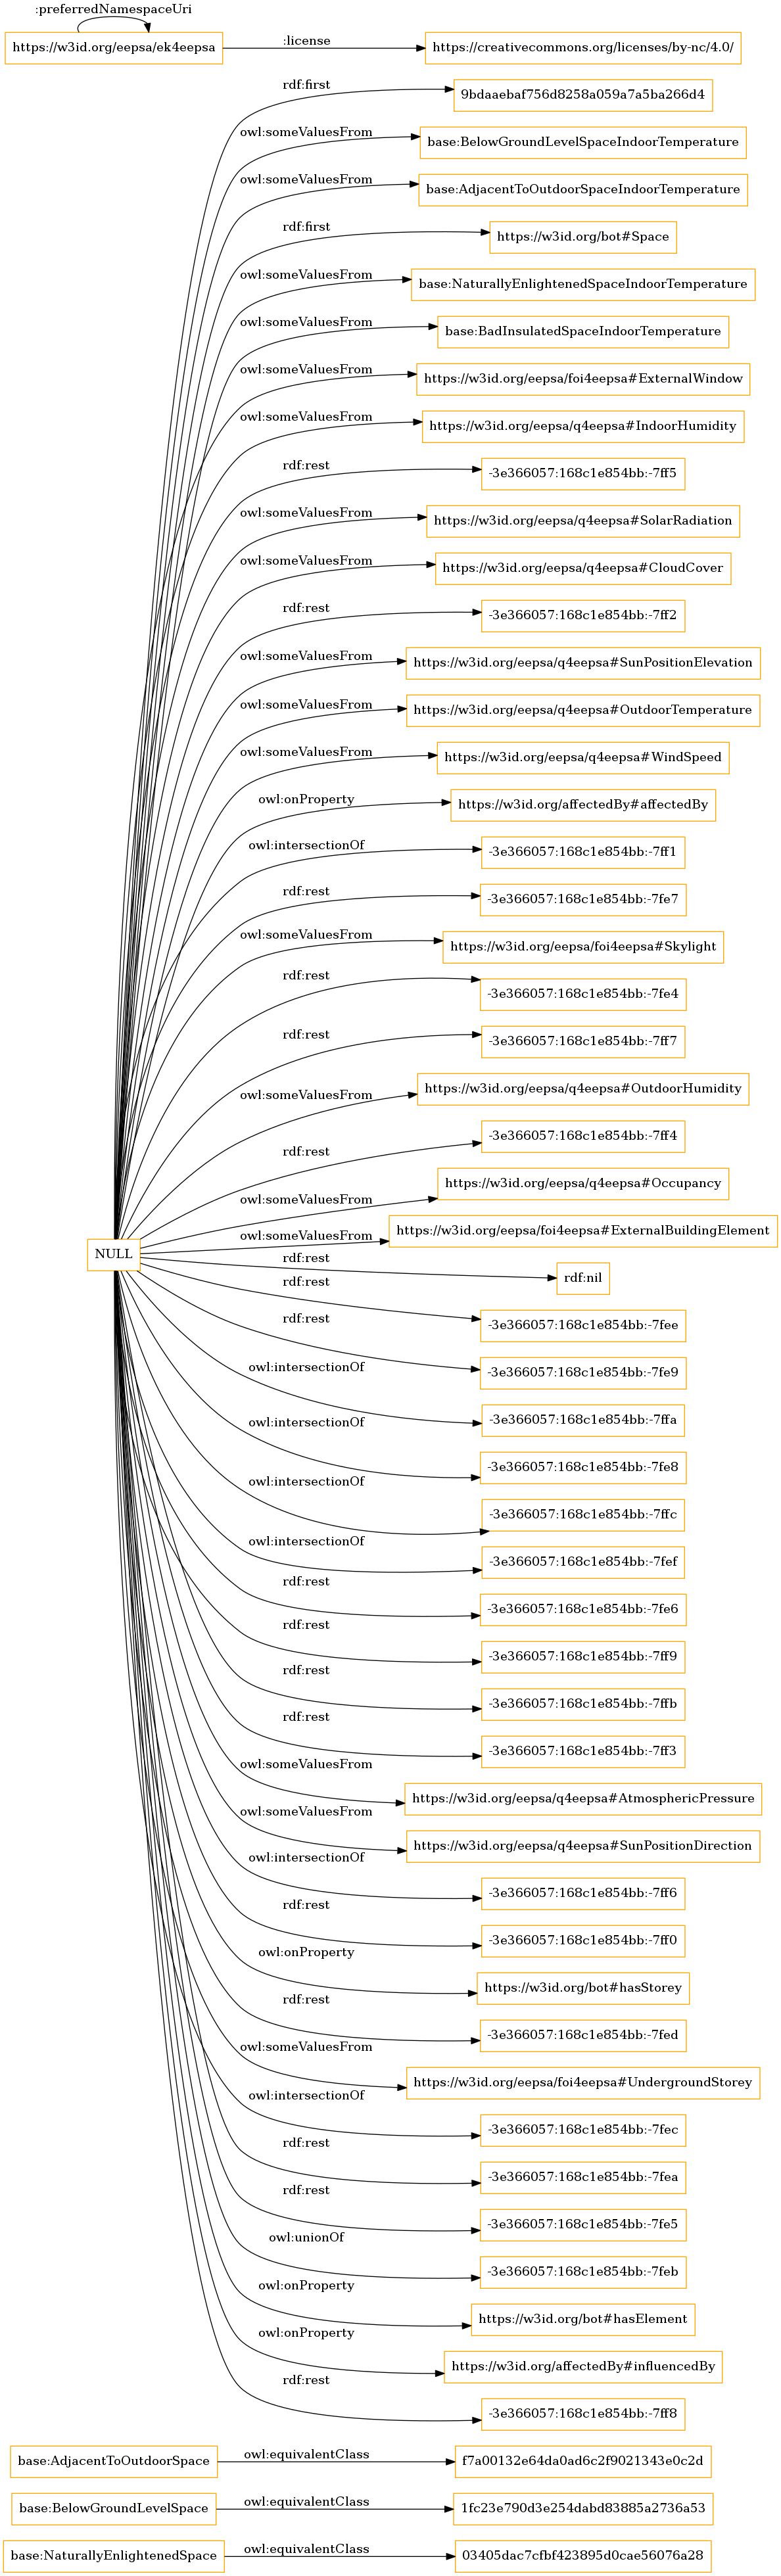 :preferredNamespaceUri
https://w3id.org/eepsa/ek4eepsa
:license
https://creativecommons.org/licenses/by-nc/4.0/
rdf:first
9bdaaebaf756d8258a059a7a5ba266d4
owl:someValuesFrom
base:BelowGroundLevelSpaceIndoorTemperature
owl:someValuesFrom
base:AdjacentToOutdoorSpaceIndoorTemperature
rdf:first
https://w3id.org/bot#Space
owl:someValuesFrom
base:NaturallyEnlightenedSpaceIndoorTemperature
owl:someValuesFrom
base:BadInsulatedSpaceIndoorTemperature
owl:someValuesFrom
https://w3id.org/eepsa/foi4eepsa#ExternalWindow
owl:someValuesFrom
https://w3id.org/eepsa/q4eepsa#IndoorHumidity
rdf:rest
-3e366057:168c1e854bb:-7ff5
owl:someValuesFrom
https://w3id.org/eepsa/q4eepsa#SolarRadiation
owl:someValuesFrom
https://w3id.org/eepsa/q4eepsa#CloudCover
rdf:rest
-3e366057:168c1e854bb:-7ff2
owl:someValuesFrom
https://w3id.org/eepsa/q4eepsa#SunPositionElevation
owl:someValuesFrom
https://w3id.org/eepsa/q4eepsa#OutdoorTemperature
owl:someValuesFrom
https://w3id.org/eepsa/q4eepsa#WindSpeed
owl:onProperty
https://w3id.org/affectedBy#affectedBy
owl:intersectionOf
-3e366057:168c1e854bb:-7ff1
rdf:rest
-3e366057:168c1e854bb:-7fe7
owl:someValuesFrom
https://w3id.org/eepsa/foi4eepsa#Skylight
rdf:rest
-3e366057:168c1e854bb:-7fe4
rdf:rest
-3e366057:168c1e854bb:-7ff7
owl:someValuesFrom
https://w3id.org/eepsa/q4eepsa#OutdoorHumidity
rdf:rest
-3e366057:168c1e854bb:-7ff4
owl:someValuesFrom
https://w3id.org/eepsa/q4eepsa#Occupancy
owl:someValuesFrom
https://w3id.org/eepsa/foi4eepsa#ExternalBuildingElement
NULL
rdf:rest
rdf:nil
rdf:rest
-3e366057:168c1e854bb:-7fee
rdf:rest
-3e366057:168c1e854bb:-7fe9
owl:intersectionOf
-3e366057:168c1e854bb:-7ffa
owl:intersectionOf
-3e366057:168c1e854bb:-7fe8
owl:intersectionOf
-3e366057:168c1e854bb:-7ffc
owl:intersectionOf
-3e366057:168c1e854bb:-7fef
rdf:rest
-3e366057:168c1e854bb:-7fe6
rdf:rest
-3e366057:168c1e854bb:-7ff9
rdf:rest
-3e366057:168c1e854bb:-7ffb
rdf:rest
-3e366057:168c1e854bb:-7ff3
owl:someValuesFrom
https://w3id.org/eepsa/q4eepsa#AtmosphericPressure
owl:someValuesFrom
https://w3id.org/eepsa/q4eepsa#SunPositionDirection
owl:intersectionOf
-3e366057:168c1e854bb:-7ff6
rdf:rest
-3e366057:168c1e854bb:-7ff0
owl:onProperty
https://w3id.org/bot#hasStorey
rdf:rest
-3e366057:168c1e854bb:-7fed
owl:someValuesFrom
https://w3id.org/eepsa/foi4eepsa#UndergroundStorey
owl:intersectionOf
-3e366057:168c1e854bb:-7fec
rdf:rest
-3e366057:168c1e854bb:-7fea
rdf:rest
-3e366057:168c1e854bb:-7fe5
owl:unionOf
-3e366057:168c1e854bb:-7feb
owl:onProperty
https://w3id.org/bot#hasElement
owl:onProperty
https://w3id.org/affectedBy#influencedBy
rdf:rest
-3e366057:168c1e854bb:-7ff8
base:AdjacentToOutdoorSpace
owl:equivalentClass
f7a00132e64da0ad6c2f9021343e0c2d
base:BelowGroundLevelSpace
owl:equivalentClass
1fc23e790d3e254dabd83885a2736a53
base:NaturallyEnlightenedSpace
owl:equivalentClass
03405dac7cfbf423895d0cae56076a28